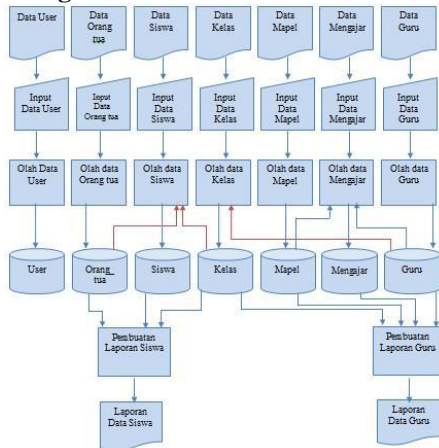 Data User
Data
Orang
tua
Data
Siswa
Data
Kelas
Data
Mapel
Data
Mengajar
Data
Guru
Input
Data User
Input
Data
Orang tua
Input
Data
Siswa
Input
Data
Kelas
Input
Data
Mapel
Input
Data
Mengajar
Input
Data
Guru
Olah Data
User
Olah data
Orang tua
Olah data
Siswa
Olah data
Kelas
Olah data
Mapel
Olah data
Mengajar
Olah data
Guru
User
Orang_
tua
Siswa
Kelas
Mapel
Mengajar
Guru
Pembuatan
Laporan Siswa
Pembuatan
Laporan Guru
Laporan
Data Siswa
Laporan
Data Guru